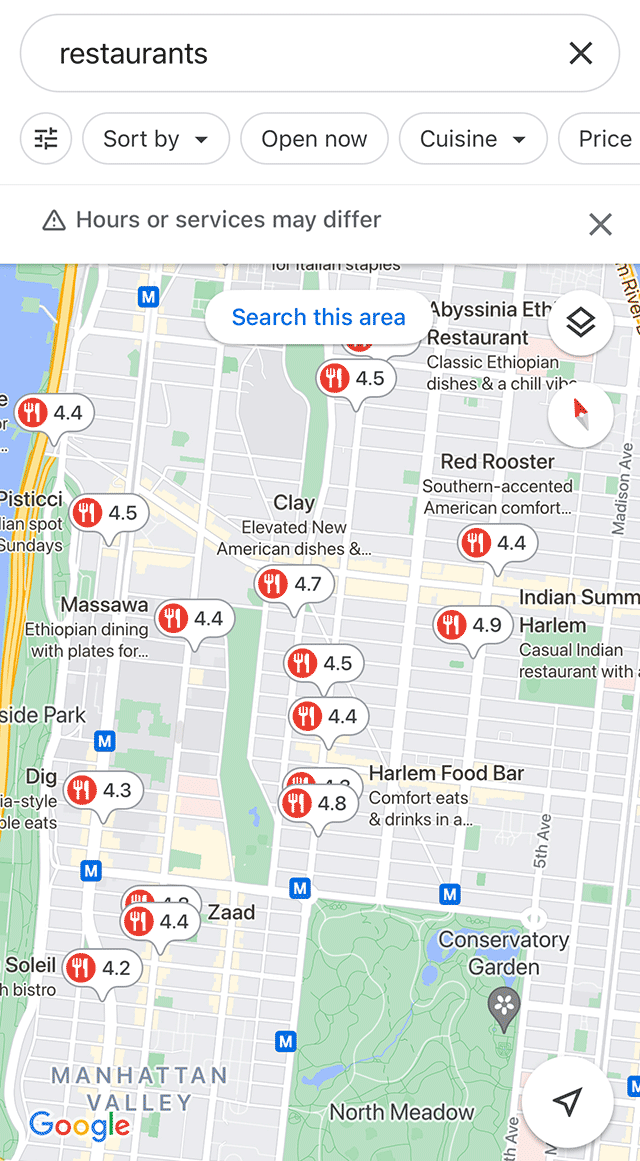 restaurants
Sort by
Open now
Cuisine
Price
Hours or services may differ
for Italian staples
M
Search this area
Abyssinia Eth
Restaurant
Classic Ethiopian
dishes & a chill vibe
4.5
4.4
Madison Ave
Red Rooster
Southern-accented
American comfort...
4.4
Pisticci
lian spot
Sundays
4.5
Clay
Elevated New
American dishes &...
4.7
Massawa
Ethiopian dining
with plates for...
4.4
Indian Summ
Harlem
Casual Indian
restaurant with a
4.9
4.5
4.4
side Park
M
Dig
ia-style
ple eats
4.3
Harlem Food Bar
Comfort eats
& drinks in a...
4.8
5th Ave
M
M
M
Zaad
4.4
Soleil
h bistro
4.2
Conservatory
Garden
M
M
MANHATTAN
VALLEY
North Meadow
Google
th Ave